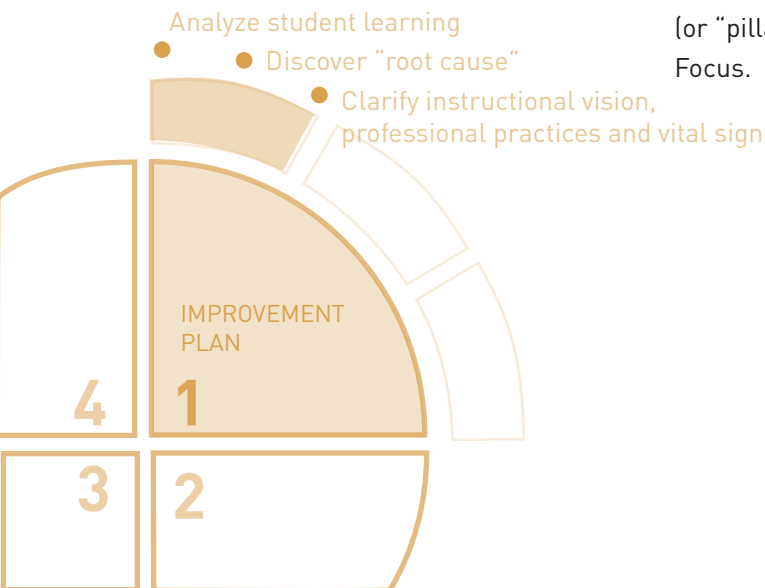 Analyze student learning
Discover “root cause”
Clarify instructional vision,
professional practices and vital sign
(or “pilla
Focus.
IMPROVEMENT
PLAN
4
1
3
2